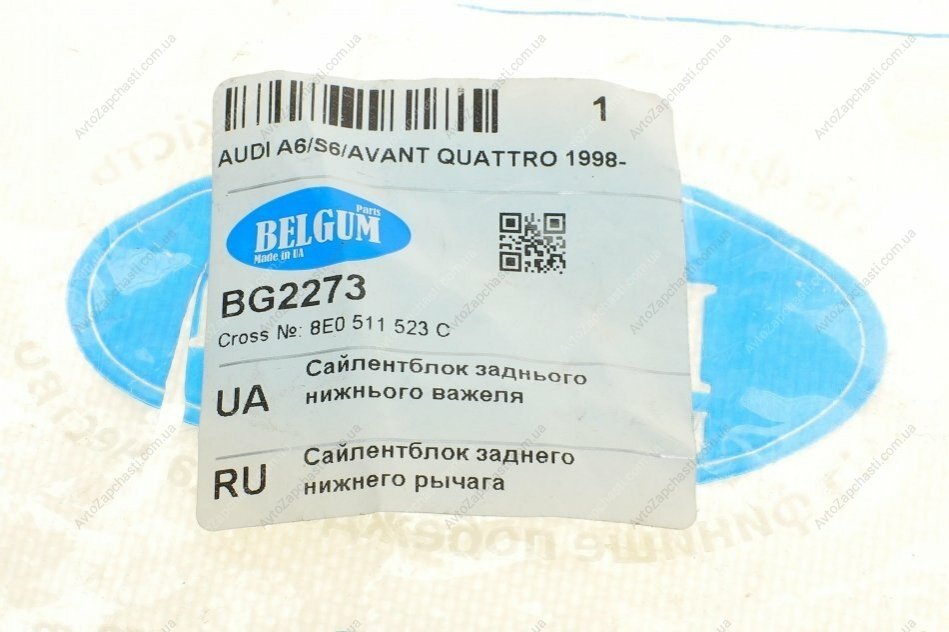 1
AUDI A6/S6/AVANT QUATTRO 1998-
Parts
BELGUM
Made in UA
BG2273
Cross №: 8E0 511 523 C
UA
Сайлентблок заднього
нижнього важеля
RU
Сайлентблок заднего
нижнего рычага
AvtoZapchasti.com.ua